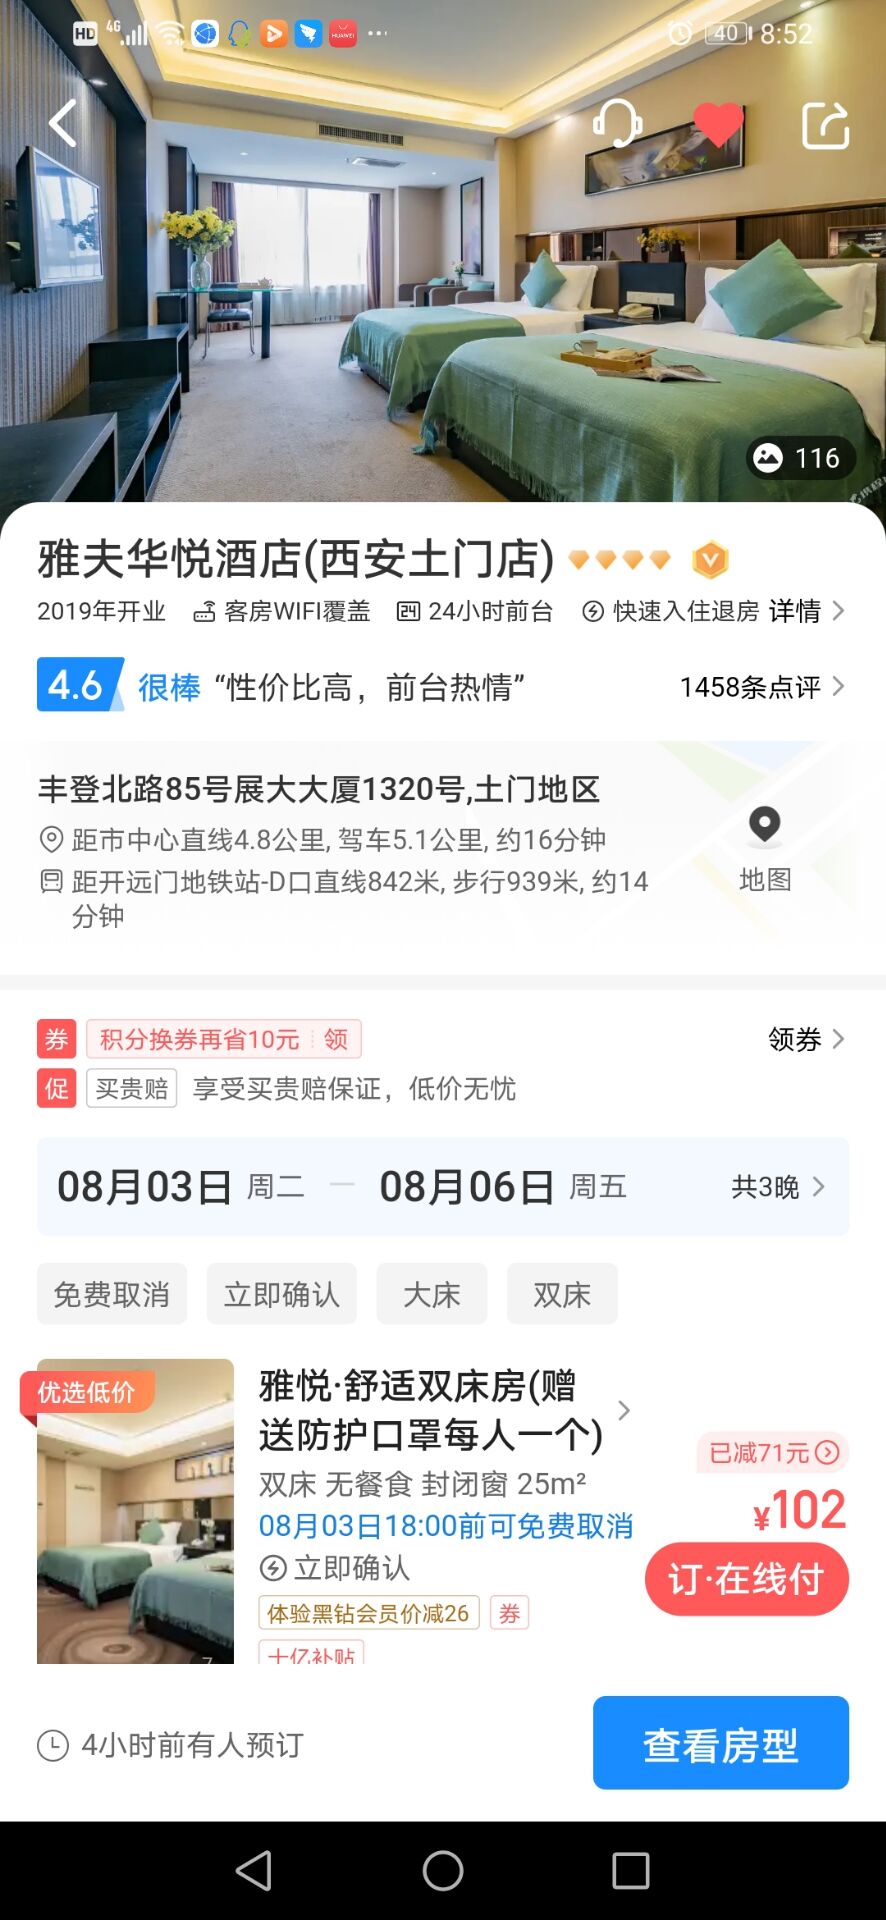 HD 4G HUAWEI ··· 40 8:52
116
雅夫华悦酒店(西安土门店)
2019年开业 客房WIFI覆盖 24小时前台 快速入住退房 详情
4.6 很棒 “性价比高，前台热情” 1458条点评
丰登北路85号展大大厦1320号,土门地区
距市中心直线4.8公里, 驾车5.1公里, 约16分钟
距开远门地铁站-D口直线842米, 步行939米, 约14
分钟
地图
券 积分换券再省10元 领 领券
促 买贵赔 享受买贵赔保证，低价无忧
08月03日 周二 — 08月06日 周五 共3晚
免费取消 立即确认 大床 双床
优选低价
雅悦·舒适双床房(赠
送防护口罩每人一个)
双床 无餐食 封闭窗 25m²
08月03日18:00前可免费取消
立即确认
体验黑钻会员价减26 券
十亿补贴
已减71元
¥102
订·在线付
4小时前有人预订
查看房型